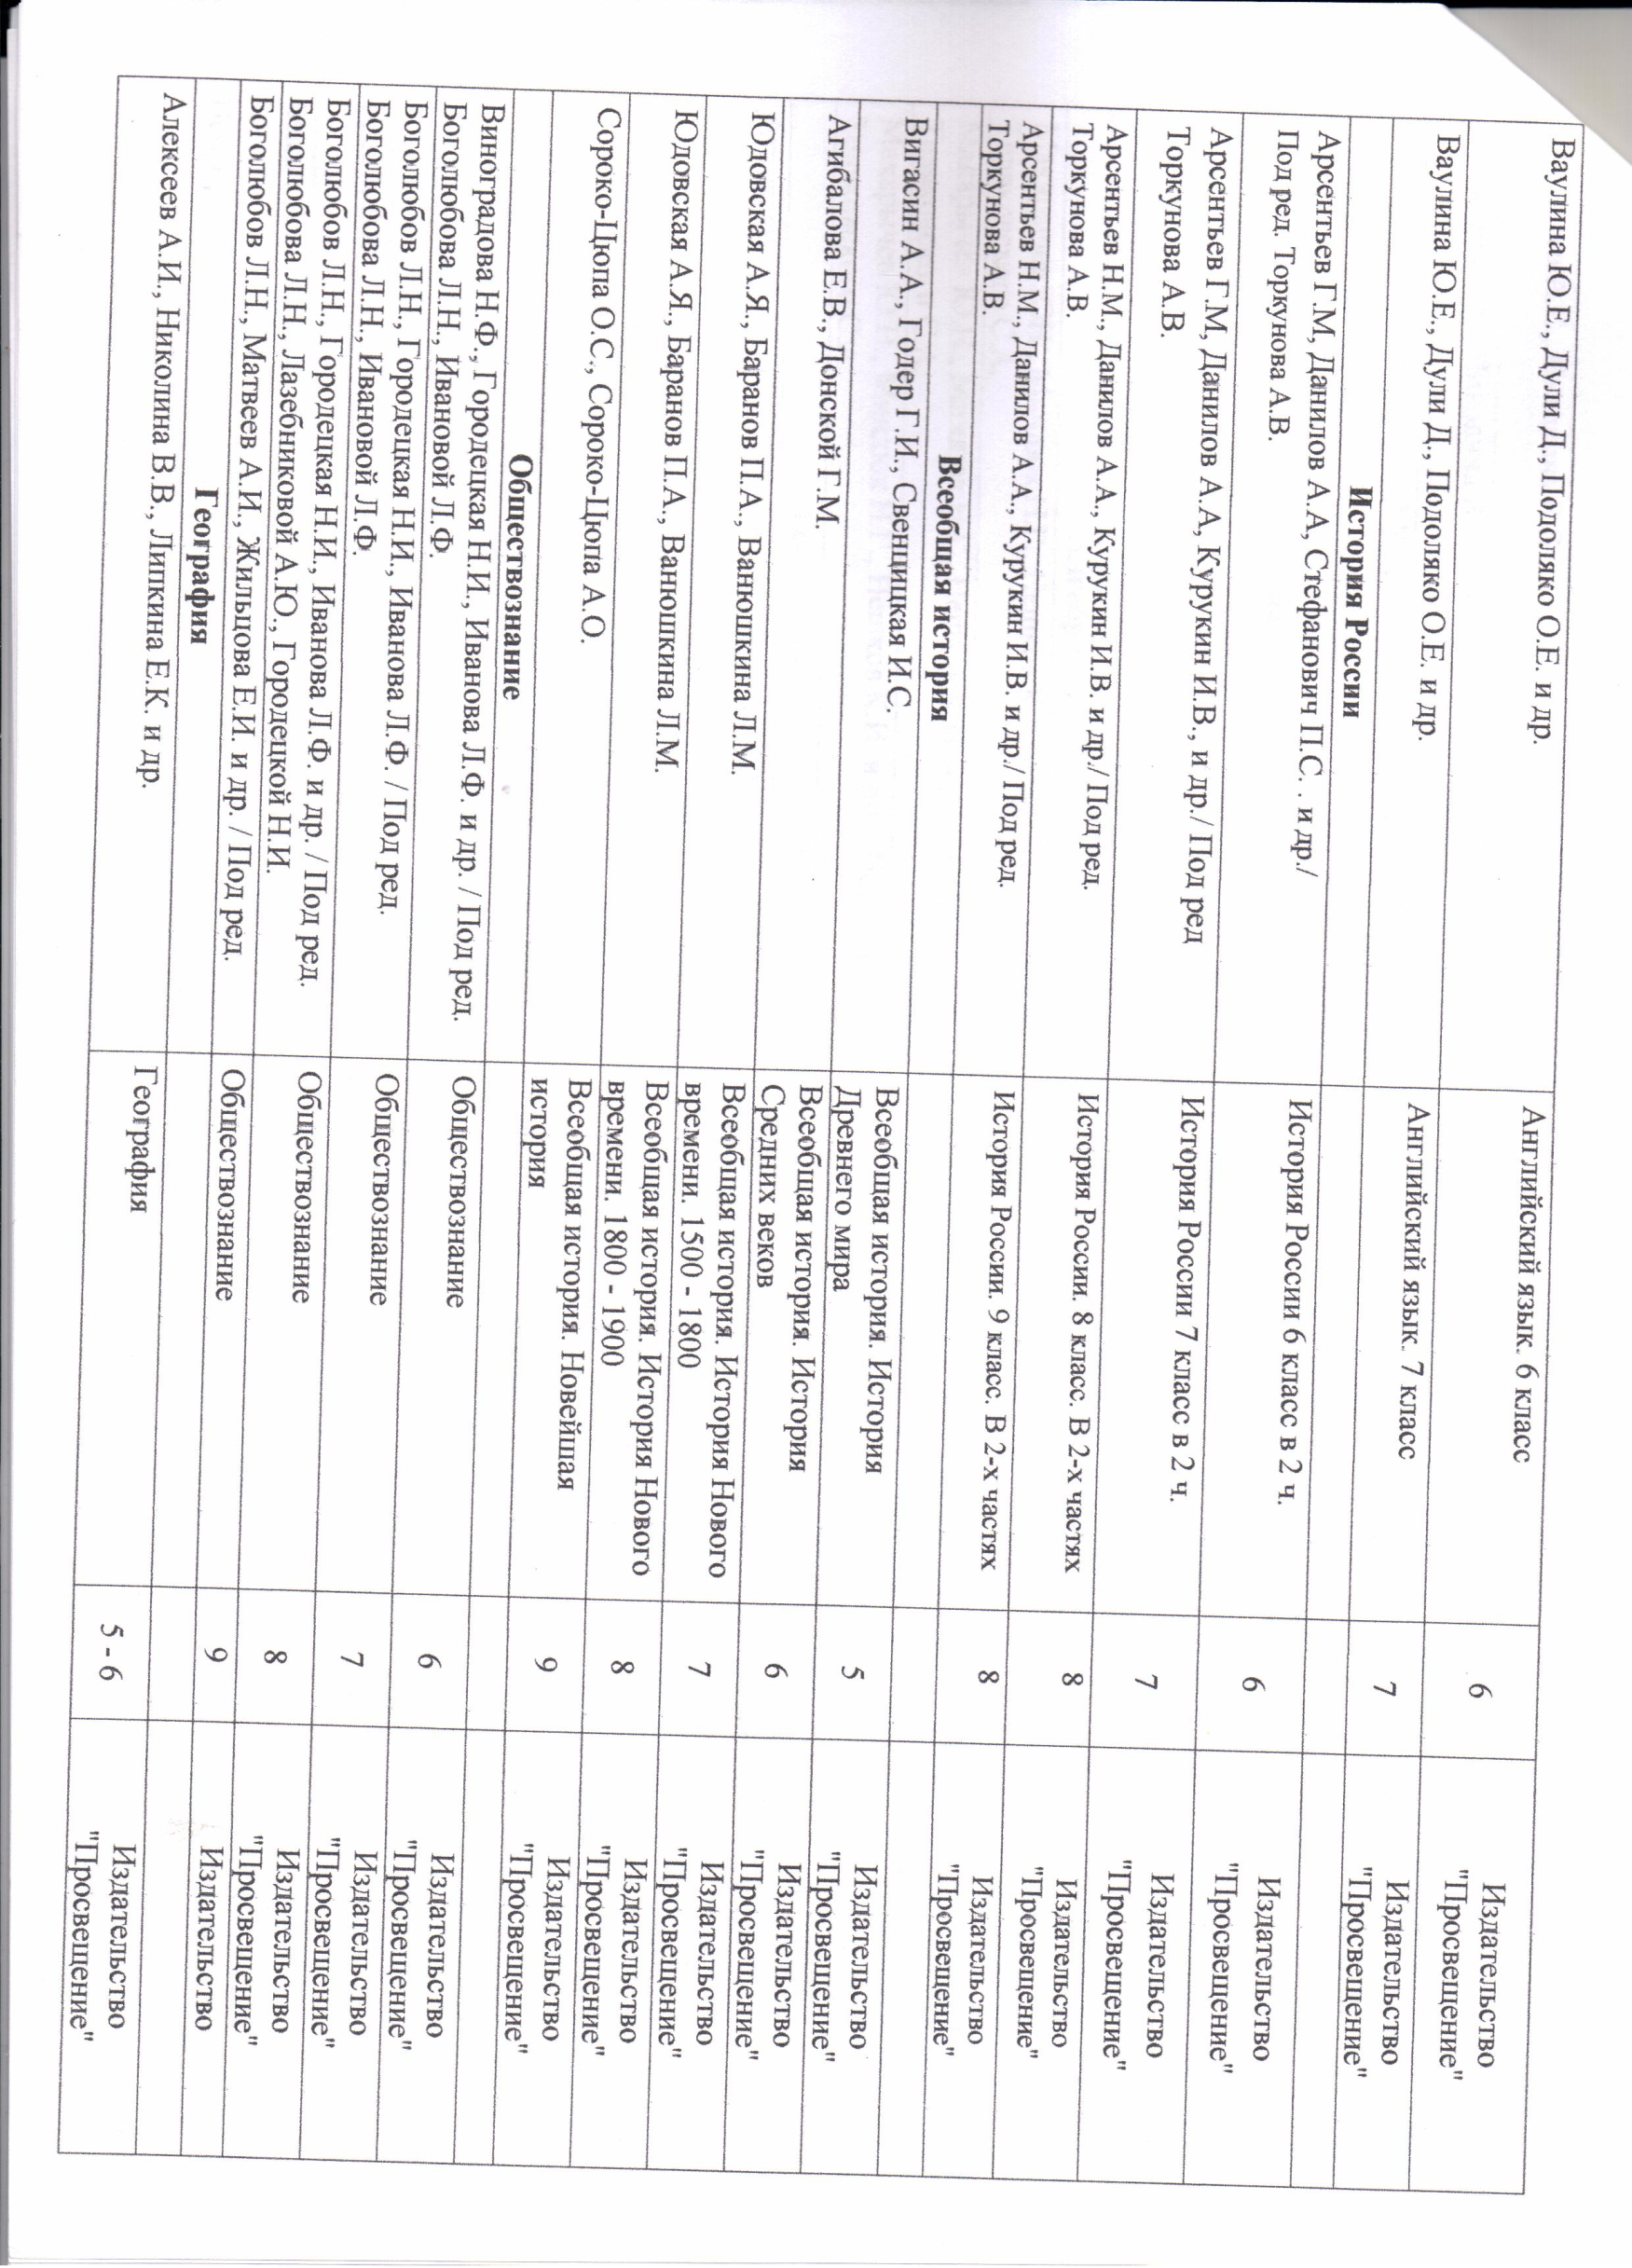 Ваулина Ю.Е., Дули Д., Подоляко О.Е. и др.
Английский язык. 6 класс
6
Издательство
"Просвещение"
Ваулина Ю.Е., Дули Д., Подоляко О.Е. и др.
Английский язык. 7 класс
7
Издательство
"Просвещение"
История России
Арсентьев Г.М, Данилов А.А, Стефанович П.С. . и др./
Под ред. Торкунова А.В.
История России 6 класс в 2 ч.
6
Издательство
"Просвещение"
Арсентьев Г.М, Данилов А.А, Курукин И.В., и др./ Под ред
Торкунова А.В.
История России 7 класс в 2 ч.
7
Издательство
"Просвещение"
Арсентьев Н.М., Данилов А.А., Курукин И.В. и др./ Под ред.
Торкунова А.В.
История России. 8 класс. В 2-х частях
8
Издательство
"Просвещение"
Арсентьев Н.М., Данилов А.А., Курукин И.В. и др./ Под ред.
Торкунова А.В.
История России. 9 класс. В 2-х частях
8
Издательство
"Просвещение"
Всеобщая история
Вигасин А.А., Годер Г.И., Свенцицкая И.С.
Всеобщая история. История
Древнего мира
5
Издательство
"Просвещение"
Агибалова Е.В., Донской Г.М.
Всеобщая история. История
Средних веков
6
Издательство
"Просвещение"
Юдовская А.Я., Баранов П.А., Ванюшкина Л.М.
Всеобщая история. История Нового
времени. 1500 - 1800
7
Издательство
"Просвещение"
Юдовская А.Я., Баранов П.А., Ванюшкина Л.М.
Всеобщая история. История Нового
времени. 1800 - 1900
8
Издательство
"Просвещение"
Сороко-Цюпа О.С., Сороко-Цюпа А.О.
Всеобщая история. Новейшая
история
9
Издательство
"Просвещение"
Обществознание
Виноградова Н.Ф., Городецкая Н.И., Иванова Л.Ф. и др. / Под ред.
Боголюбова Л.Н., Ивановой Л.Ф.
Обществознание
6
Издательство
"Просвещение"
Боголюбов Л.Н., Городецкая Н.И., Иванова Л.Ф. / Под ред.
Боголюбова Л.Н., Ивановой Л.Ф.
Обществознание
7
Издательство
"Просвещение"
Боголюбов Л.Н., Городецкая Н.И., Иванова Л.Ф. и др. / Под ред.
Боголюбова Л.Н., Лазебниковой А.Ю., Городецкой Н.И.
Обществознание
8
Издательство
"Просвещение"
Боголюбов Л.Н., Матвеев А.И., Жильцова Е.И. и др. / Под ред.
Обществознание
9
Издательство
География
Алексеев А.И., Николина В.В., Липкина Е.К. и др.
География
5 - 6
Издательство
"Просвещение"